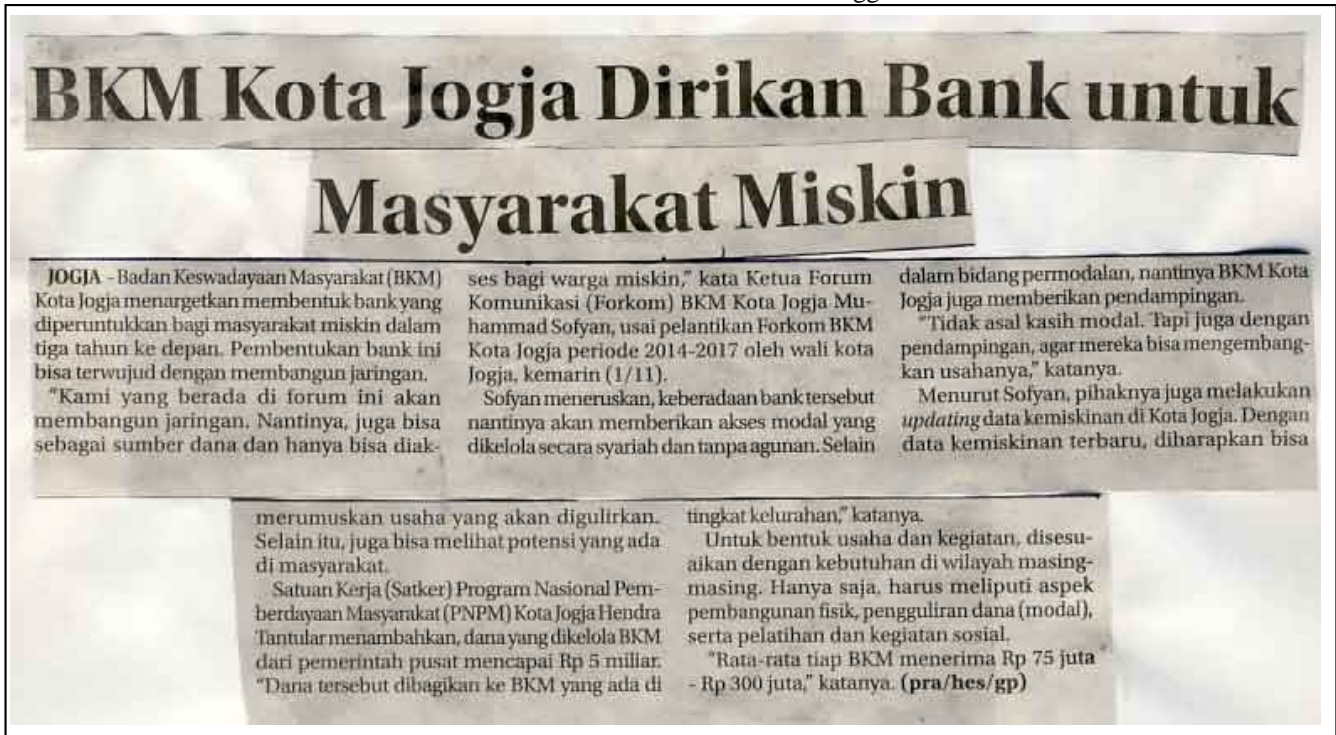 BKM Kota Jogja Dirikan Bank untuk
Masyarakat Miskin
JOGJA - Badan Keswadayaan Masyarakat (BKM)
Kota Jogja menargetkan membentuk bank yang
diperuntukkan bagi masyarakat miskin dalam
tiga tahun ke depan. Pembentukan bank ini
bisa terwujud dengan membangun jaringan.
"Kami yang berada di forum ini akan
membangun jaringan. Nantinya, juga bisa
sebagai sumber dana dan hanya bisa diak-
ses bagi warga miskin," kata Ketua Forum
Komunikasi (Forkom) BKM Kota Jogja Mu-
hammad Sofyan, usai pelantikan Forkom BKM
Kota Jogja periode 2014-2017 oleh wali kota
Jogja, kemarin (1/11).
Sofyan meneruskan, keberadaan bank tersebut
nantinya akan memberikan akses modal yang
dikelola secara syariah dan tanpa agunan. Selain
dalam bidang permodalan, nantinya BKM Kota
Jogja juga memberikan pendampingan.
"Tidak asal kasih modal. Tapi juga dengan
pendampingan, agar mereka bisa mengembang-
kan usahanya," katanya.
Menurut Sofyan, pihaknya juga melakukan
updating data kemiskinan di Kota Jogja. Dengan
data kemiskinan terbaru, diharapkan bisa
merumuskan usaha yang akan digulirkan.
Selain itu, juga bisa melihat potensi yang ada
di masyarakat.
Satuan Kerja (Satker) Program Nasional Pem-
berdayaan Masyarakat (PNPM) Kota Jogja Hendra
Tantular menambahkan, dana yang dikelola BKM
dari pemerintah pusat mencapai Rp 5 miliar.
"Dana tersebut dibagikan ke BKM yang ada di
tingkat kelurahan," katanya.
Untuk bentuk usaha dan kegiatan, disesu-
aikan dengan kebutuhan di wilayah masing-
masing. Hanya saja, harus meliputi aspek
pembangunan fisik, pengguliran dana (modal),
serta pelatihan dan kegiatan sosial.
"Rata-rata tiap BKM menerima Rp 75 juta
- Rp 300 juta," katanya. (pra/hes/gp)